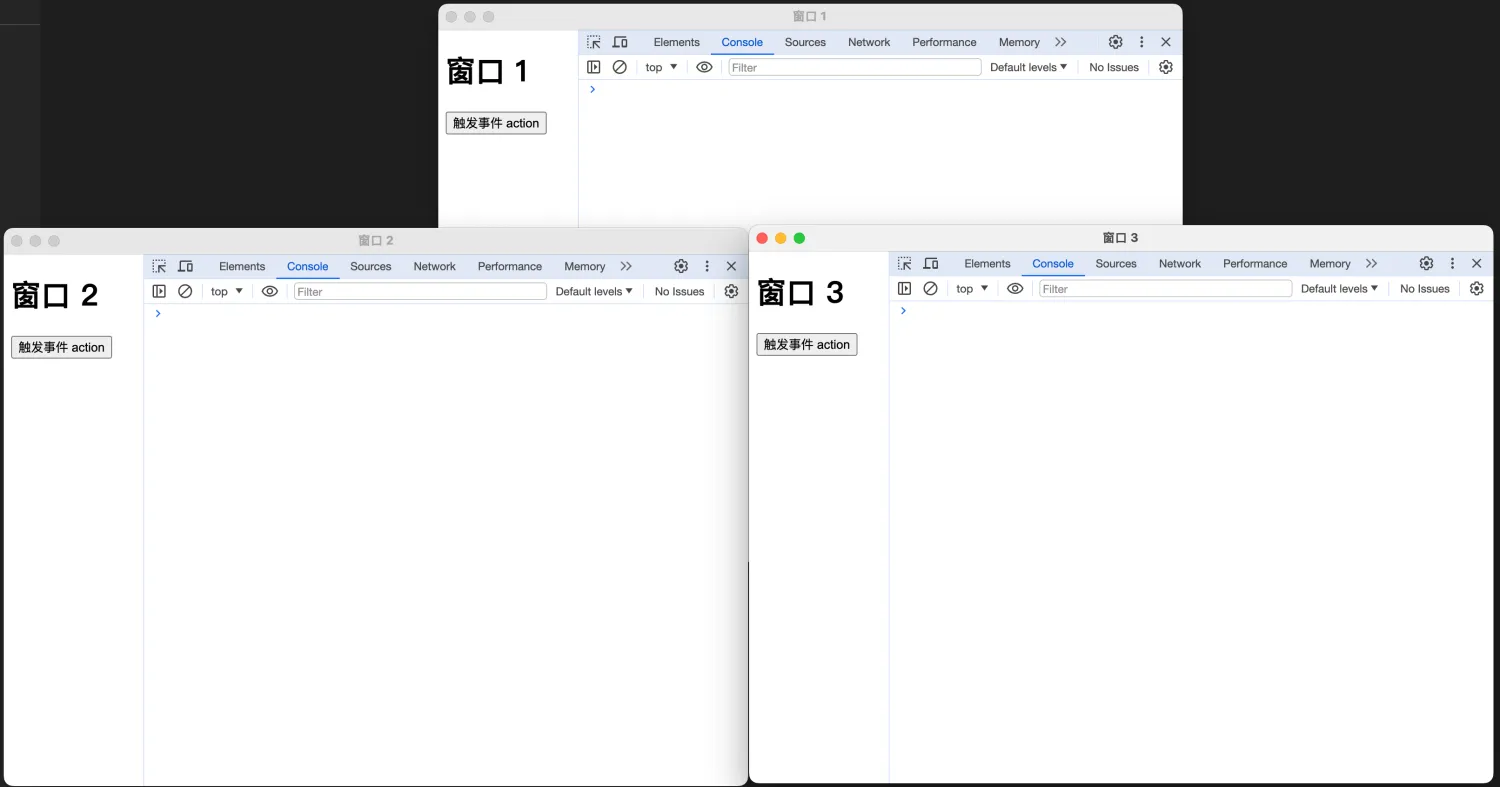 窗口 1
Elements Console Sources Network Performance Memory
top Filter Default levels No Issues
窗口 1
触发事件 action
窗口 2
Elements Console Sources Network Performance Memory
top Filter Default levels No Issues
窗口 2
触发事件 action
窗口 3
Elements Console Sources Network Performance Memory
top Filter Default levels No Issues
窗口 3
触发事件 action